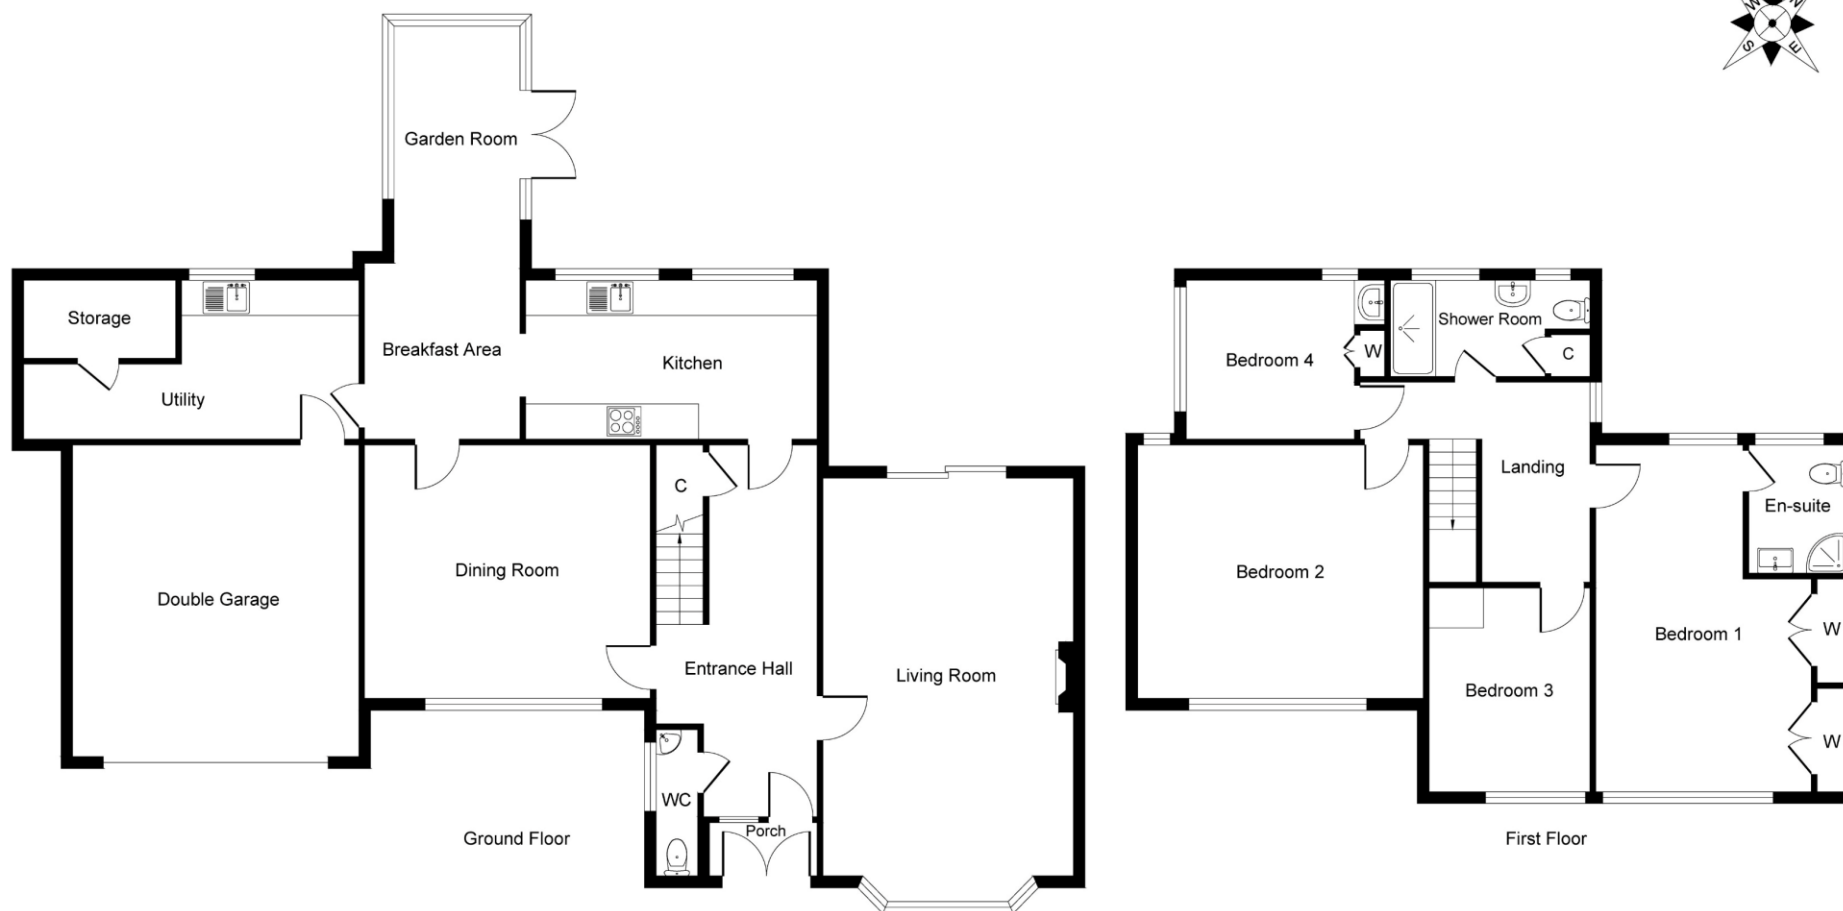 W
N
S
E
Garden Room
Storage
Breakfast Area
Kitchen
Utility
C
Dining Room
Double Garage
Entrance Hall
Living Room
WC
Porch
Ground Floor
Shower Room
Bedroom 4
W
C
Landing
En-suite
Bedroom 2
Bedroom 1
W
Bedroom 3
W
First Floor